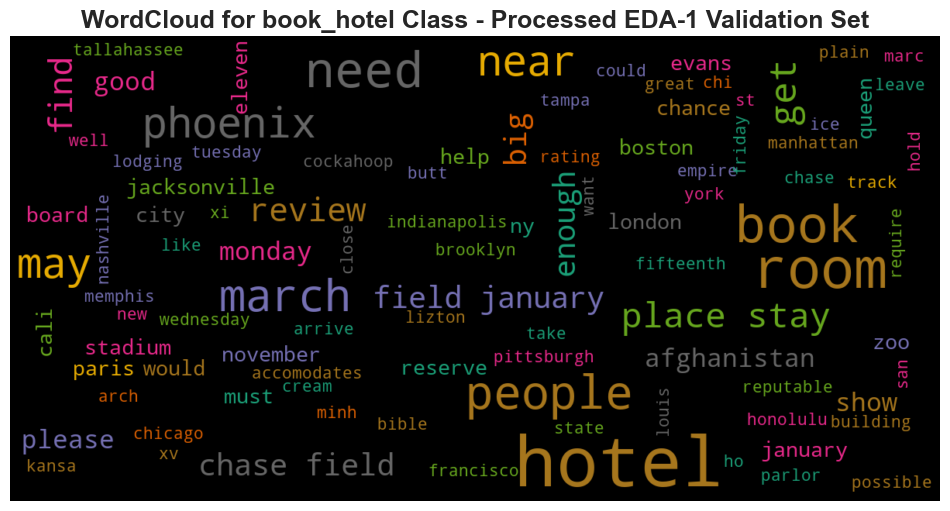 WordCloud for book_hotel Class - Processed EDA-1 Validation Set
tallahassee
find
good
eleven
need
near
could
evans
great
chi
get
plain
marc
leave
phoenix
tampa
big
chance
st
queen
ice
well
lodging
tuesday
cockahoop
help
rating
boston
friday
manhattan
hold
butt
empire
chase
track
jacksonville
enough
want
york
board
nashville
city
xi
review
indianapolis
ny
london
book
require
like
monday
close
brooklyn
may
room
fifteenth
memphis
march
field january
new
wednesday
lizton
place stay
cali
arrive
take
zoo
stadium
november
pittsburgh
afghanistan
paris
would
accomodates
reserve
san
arch
must
cream
people
reputable
show
minh
louis
honolulu
building
please
chicago
bible
state
january
xv
hotel
kansa
chase field
francisco
ho
parlor
possible